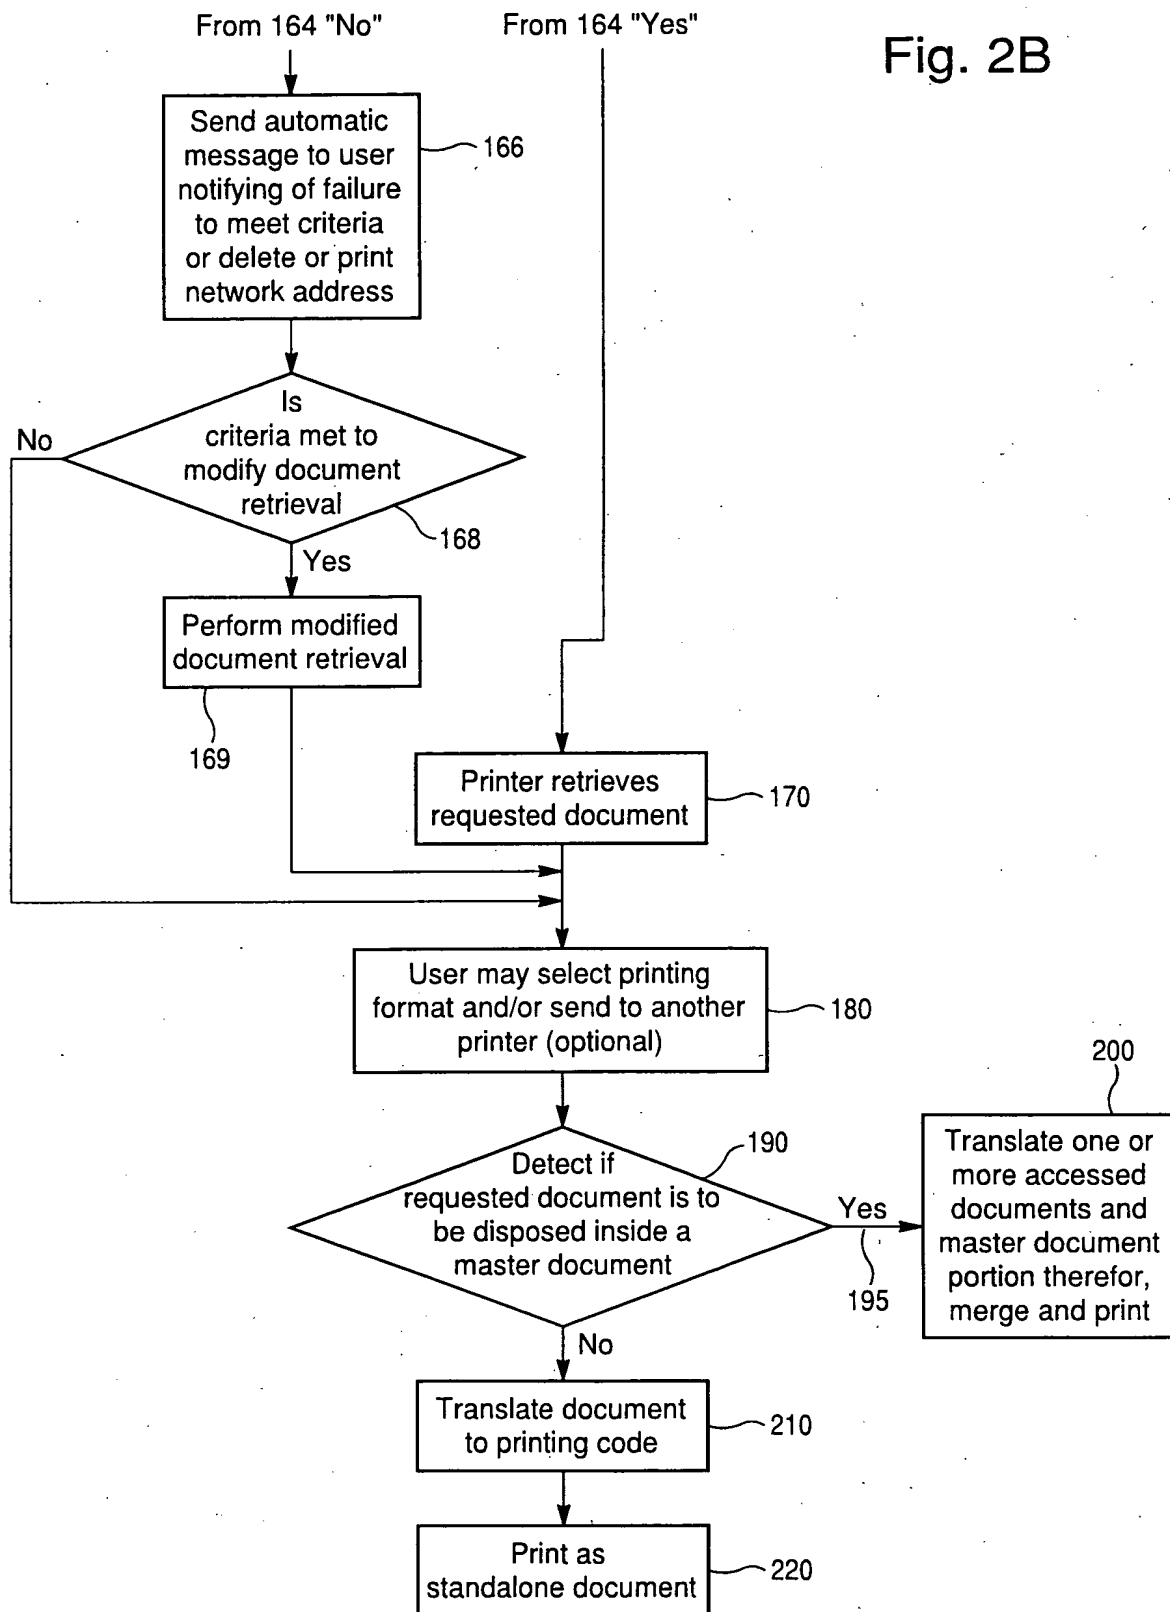 From 164 "No"
From 164 "Yes"
Fig. 2B
Send automatic
message to user
notifying of failure
to meet criteria
or delete or print
network address
166
Is
criteria met to
modify document
retrieval
No
168
Yes
Perform modified
document retrieval
169
Printer retrieves
requested document
170
User may select printing
format and/or send to another
printer (optional)
180
Detect if
requested document is to
be disposed inside a
master document
190
Yes
195
200
Translate one or
more accessed
documents and
master document
portion therefor,
merge and print
No
Translate document
to printing code
210
Print as
standalone document
220